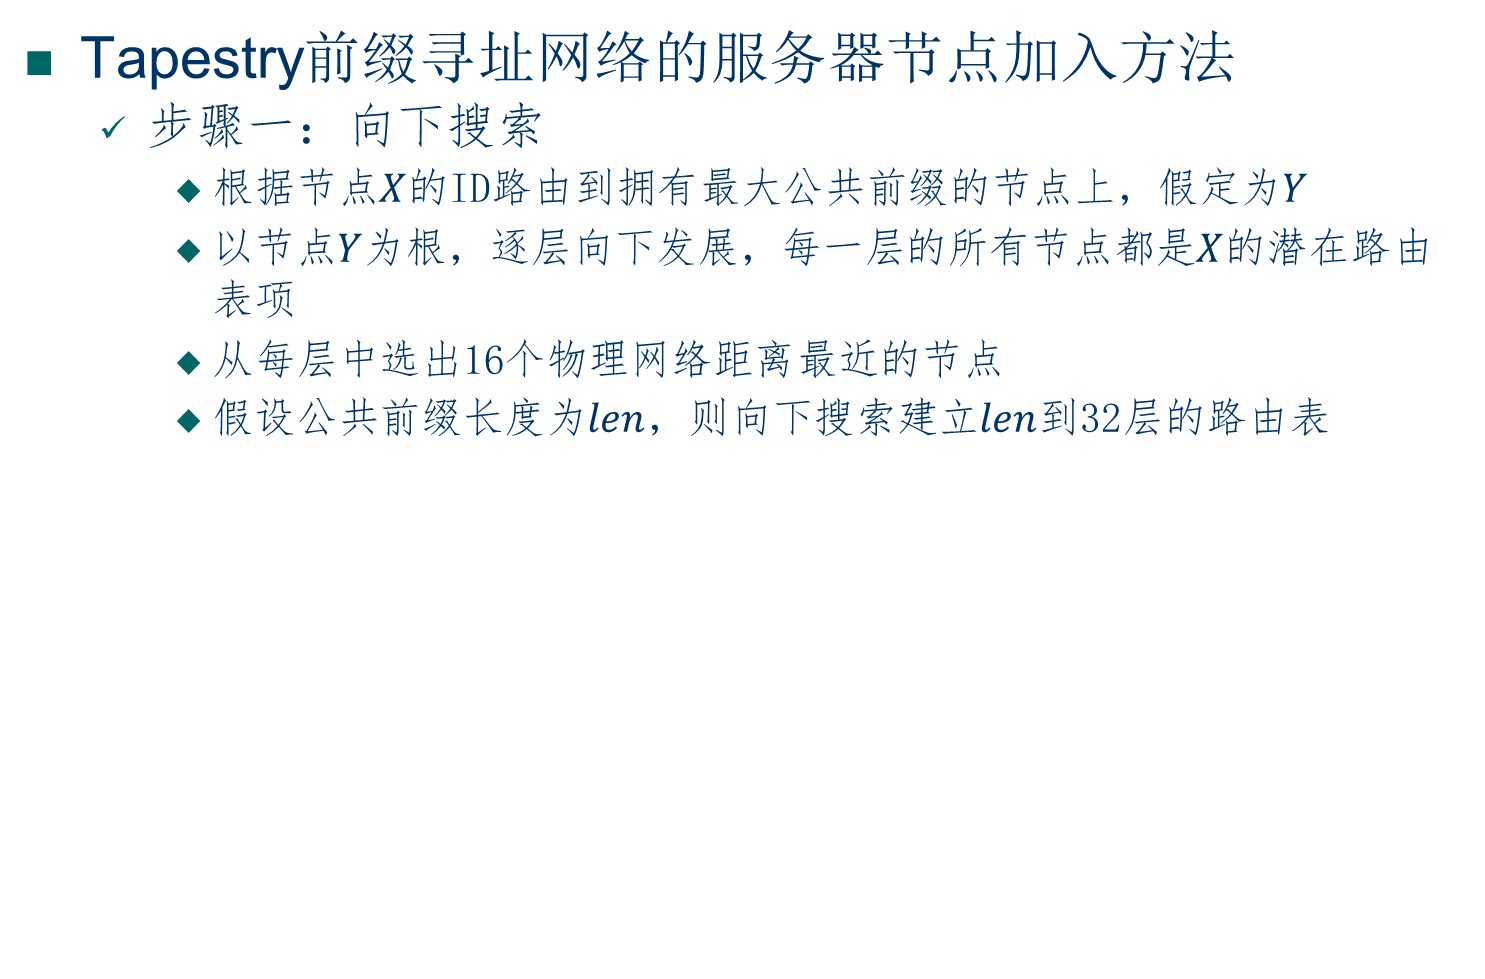 Tapestry前缀寻址网络的服务器节点加入方法
步骤一：向下搜索
根据节点X的ID路由到拥有最大公共前缀的节点上，假定为Y
以节点Y为根，逐层向下发展，每一层的所有节点都是X的潜在路由
表项
从每层中选出16个物理网络距离最近的节点
假设公共前缀长度为len，则向下搜索建立len到32层的路由表